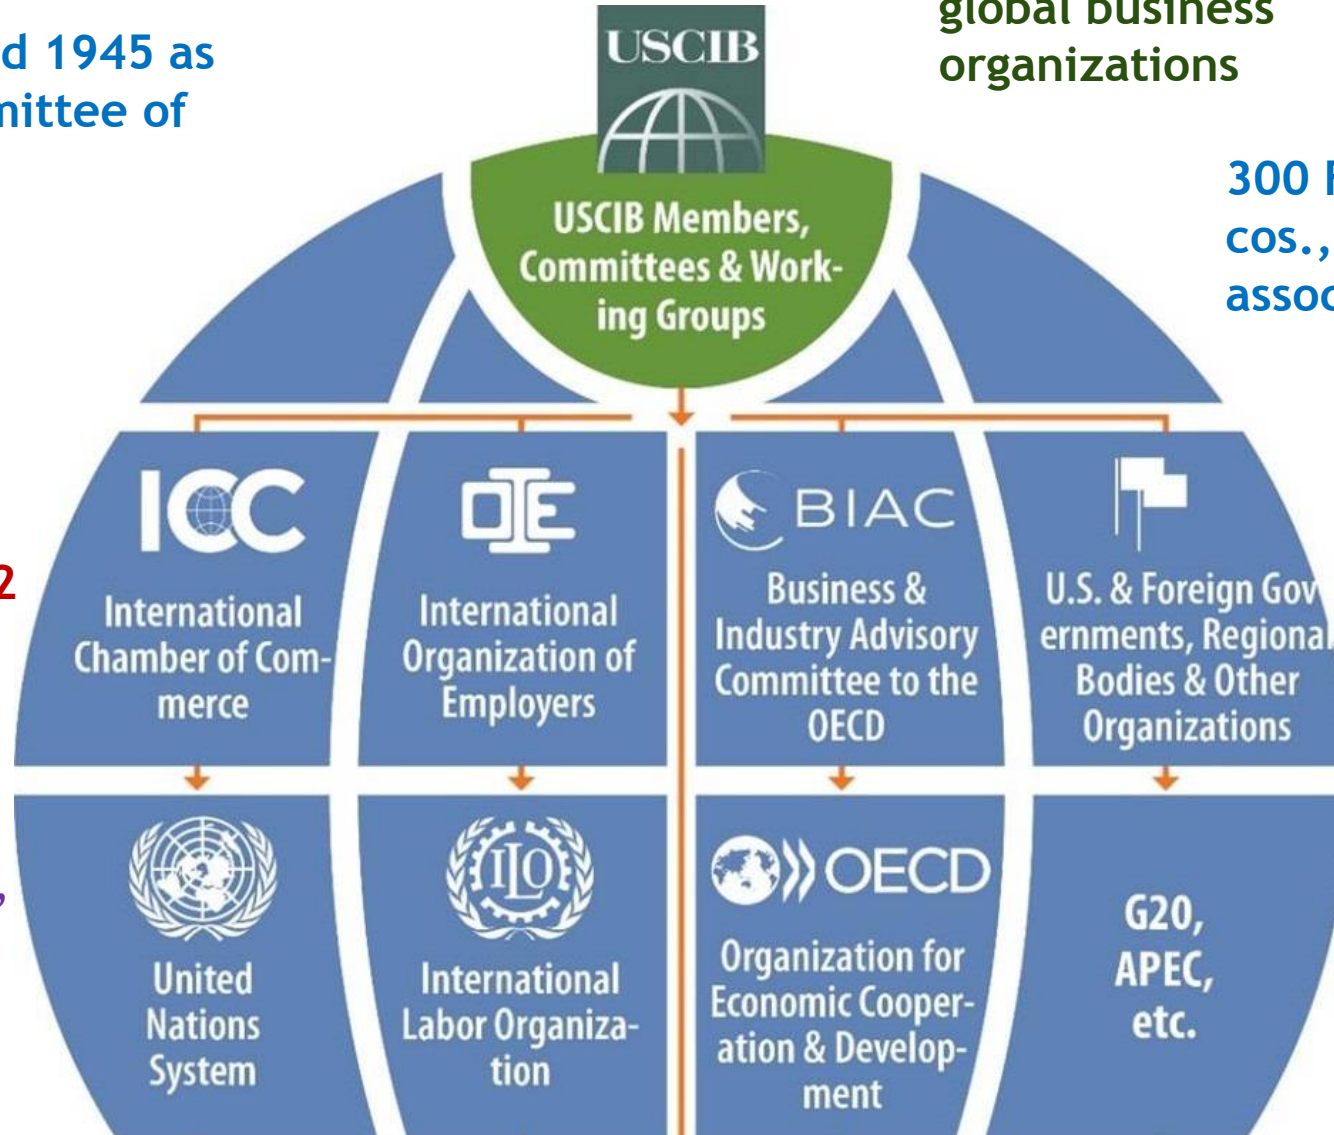 d 1945 as
mittee of
global business
organizations
300 F
cos.,
assoc
USCIB
USCIB Members,
Committees & Work-
ing Groups
2
,
ICC
International
Chamber of Com-
merce
OIE
International
Organization of
Employers
BIAC
Business &
Industry Advisory
Committee to the
OECD
U.S. & Foreign Gov
ernments, Regional
Bodies & Other
Organizations
United
Nations
System
ILO
International
Labor Organiza-
tion
OECD
Organization for
Economic Cooper-
ation & Develop-
ment
G20,
APEC,
etc.